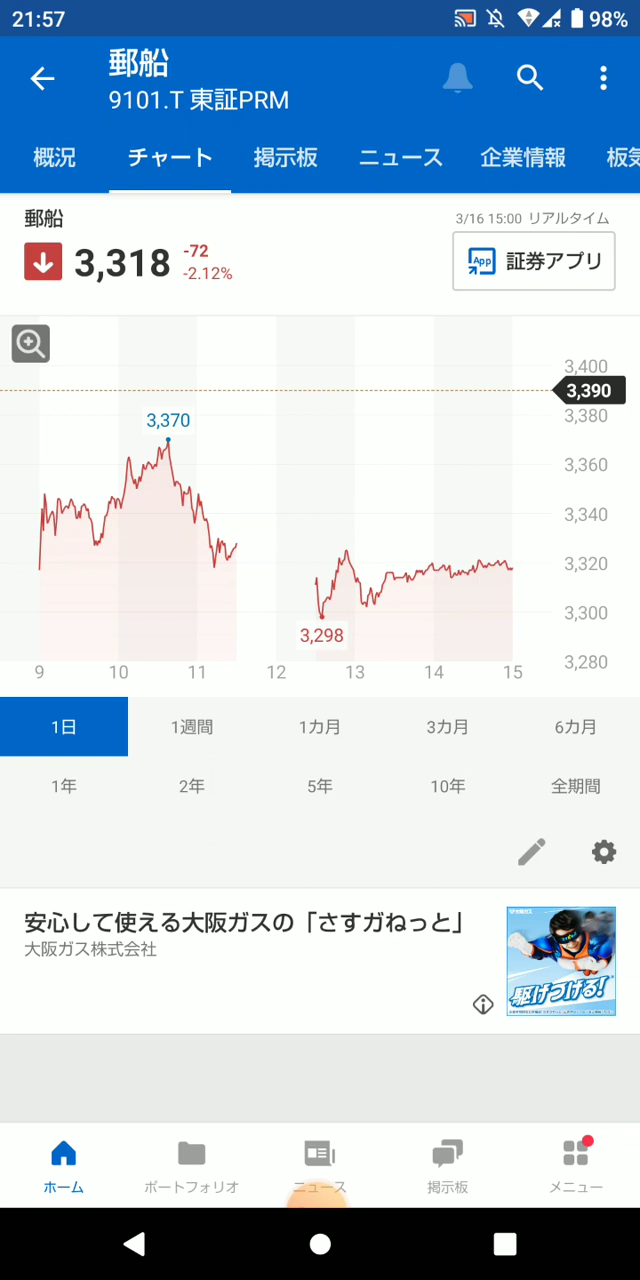 21:57
98%
郵船
9101.T 東証PRM
概況
チャート
掲示板
ニュース
企業情報
板気
郵船
3/16 15:00 リアルタイム
3,318
-72
-2.12%
App
証券アプリ
3,400
3,390
3,380
3,370
3,360
3,340
3,320
3,300
3,298
3,280
9
10
11
12
13
14
15
1日
1週間
1カ月
3カ月
6カ月
1年
2年
5年
10年
全期間
安心して使える大阪ガスの「さすガねっと」
大阪ガス株式会社
大阪ガス
駆けつける!
ホーム
ポートフォリオ
ニュース
掲示板
メニュー